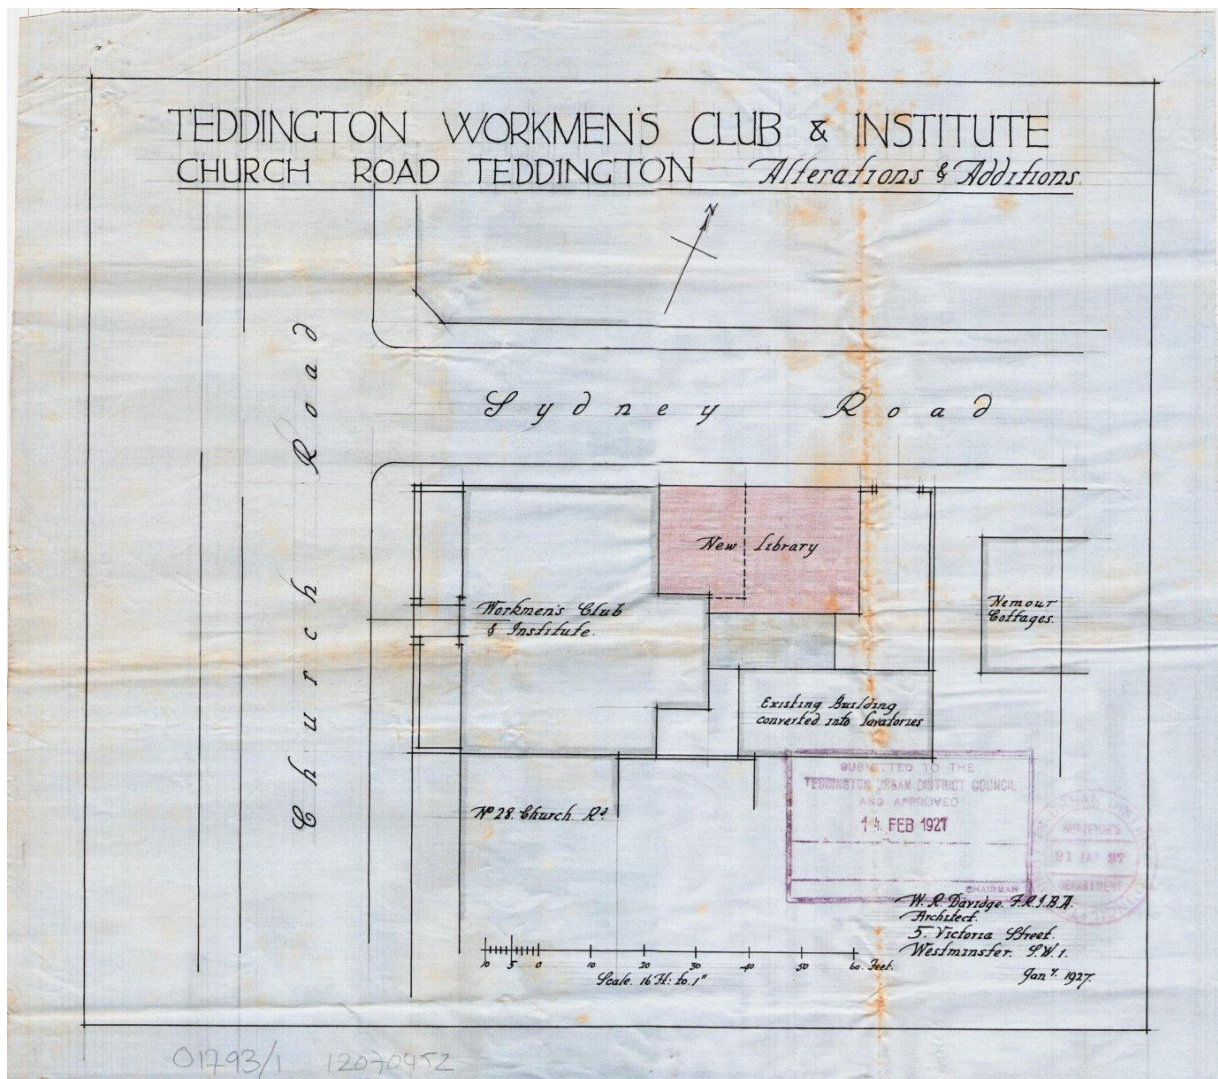 TEDDINGTON WORKMEN'S CLUB & INSTITUTE
CHURCH ROAD TEDDINGTON Alterations & Additions.
N
Church Road
Sydney Road
New Library
Workmen's Club
& Institute.
Nemour
Cottages.
Existing Building
converted into lavatories
Nº 28. Church Rd
SUBMITTED TO THE
TEDDINGTON URBAN DISTRICT COUNCIL
AND APPROVED
14 FEB 1927
CHAIRMAN
SURVEYOR'S
DEPARTMENT
W. R. Davidge. F.R.I.B.A.
Architect.
5. Victoria Street.
Westminster. S.W.1.
Jany. 1927.
10 5 0 10 20 30 40 50 60. Feet.
Scale. 16 Ft: to. 1"
01793/1 12070452